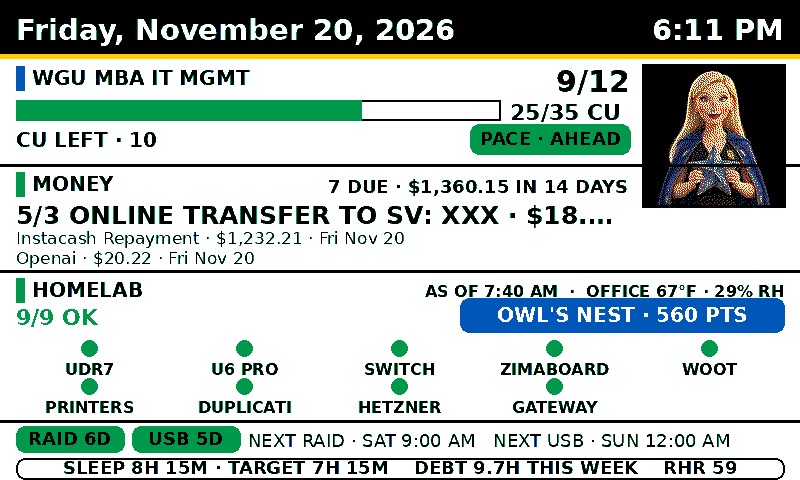 Friday, November 20, 2026 6:11 PM
WGU MBA IT MGMT 9/12
25/35 CU
CU LEFT · 10 PACE · AHEAD
MONEY 7 DUE · $1,360.15 IN 14 DAYS
5/3 ONLINE TRANSFER TO SV: XXX · $18....
Instacash Repayment · $1,232.21 · Fri Nov 20
Openai · $20.22 · Fri Nov 20
HOMELAB AS OF 7:40 AM · OFFICE 67°F · 29% RH
9/9 OK OWL'S NEST · 560 PTS
UDR7 U6 PRO SWITCH ZIMABOARD WOOT
PRINTERS DUPLICATI HETZNER GATEWAY
RAID 6D USB 5D NEXT RAID · SAT 9:00 AM NEXT USB · SUN 12:00 AM
SLEEP 8H 15M · TARGET 7H 15M DEBT 9.7H THIS WEEK RHR 59